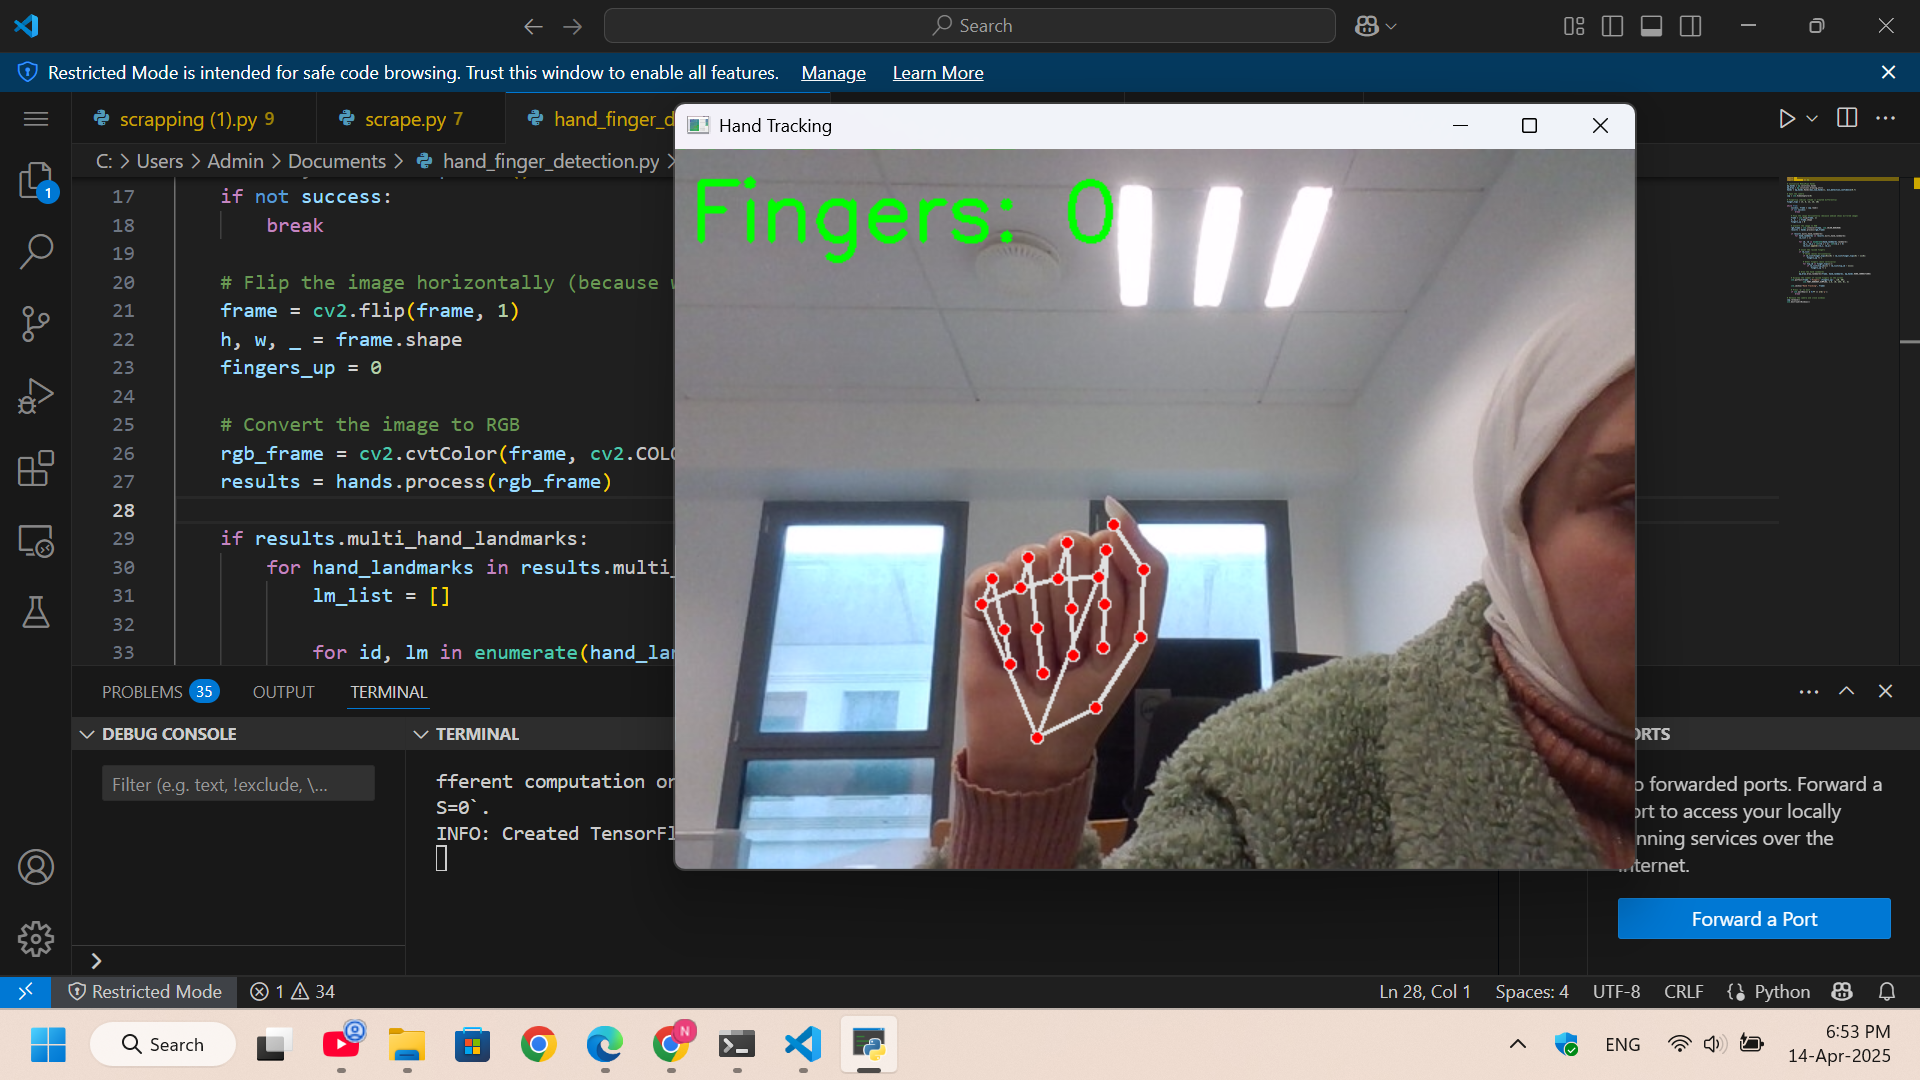 Search
Restricted Mode is intended for safe code browsing. Trust this window to enable all features. Manage Learn More
scrapping (1).py 9
scrape.py 7
hand_finger_d
C: > Users > Admin > Documents > hand_finger_detection.py >
17 if not success:
18 break
19
20 # Flip the image horizontally (because
21 frame = cv2.flip(frame, 1)
22 h, w, _ = frame.shape
23 fingers_up = 0
24
25 # Convert the image to RGB
26 rgb_frame = cv2.cvtColor(frame, cv2.COL
27 results = hands.process(rgb_frame)
28
29 if results.multi_hand_landmarks:
30 for hand_landmarks in results.multi_
31 lm_list = []
32
33 for id, lm in enumerate(hand_la
Hand Tracking
Fingers: 0
PROBLEMS 35 OUTPUT TERMINAL
DEBUG CONSOLE
Filter (e.g. text, !exclude, \...
TERMINAL
fferent computation or
S=0`.
INFO: Created TensorFl
ORTS
o forwarded ports. Forward a
ort to access your locally
nning services over the
nternet.
Forward a Port
Restricted Mode 1 34 Ln 28, Col 1 Spaces: 4 UTF-8 CRLF Python
Search
N
ENG
6:53 PM
14-Apr-2025
1